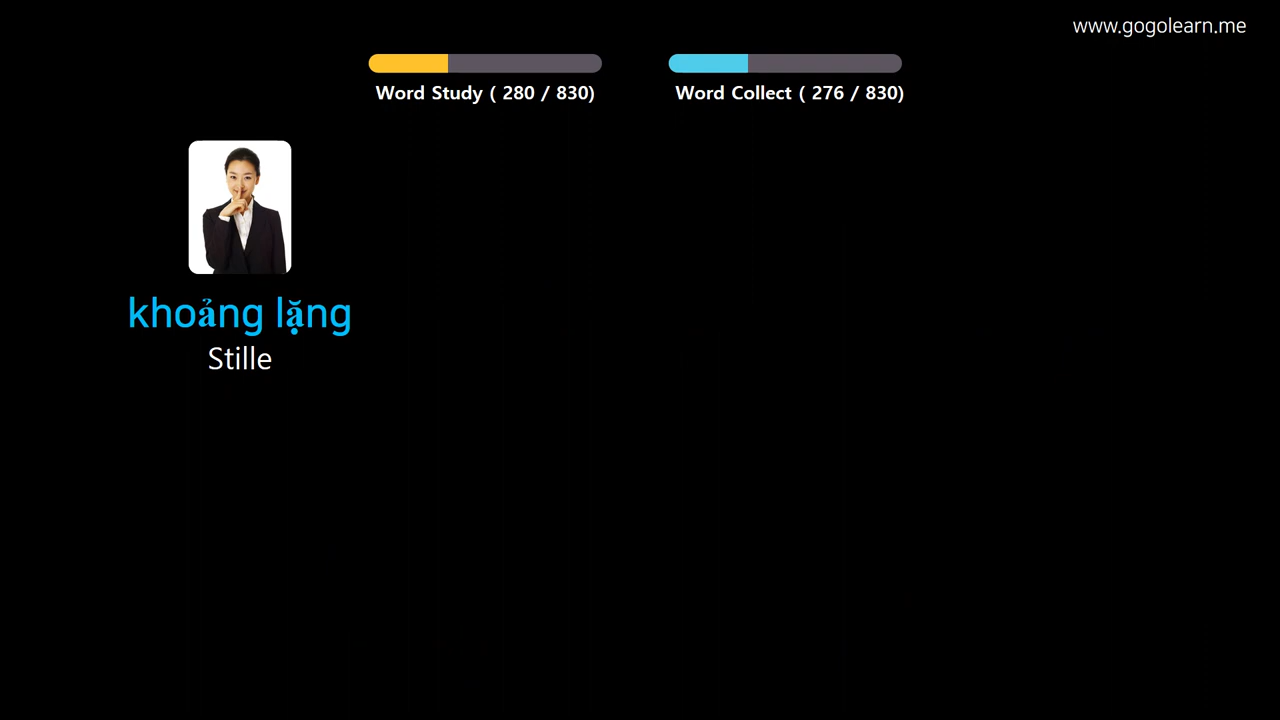 www.gogolearn.me
Word Study ( 280 / 830)
Word Collect ( 276 / 830)
khoảng lặng
Stille